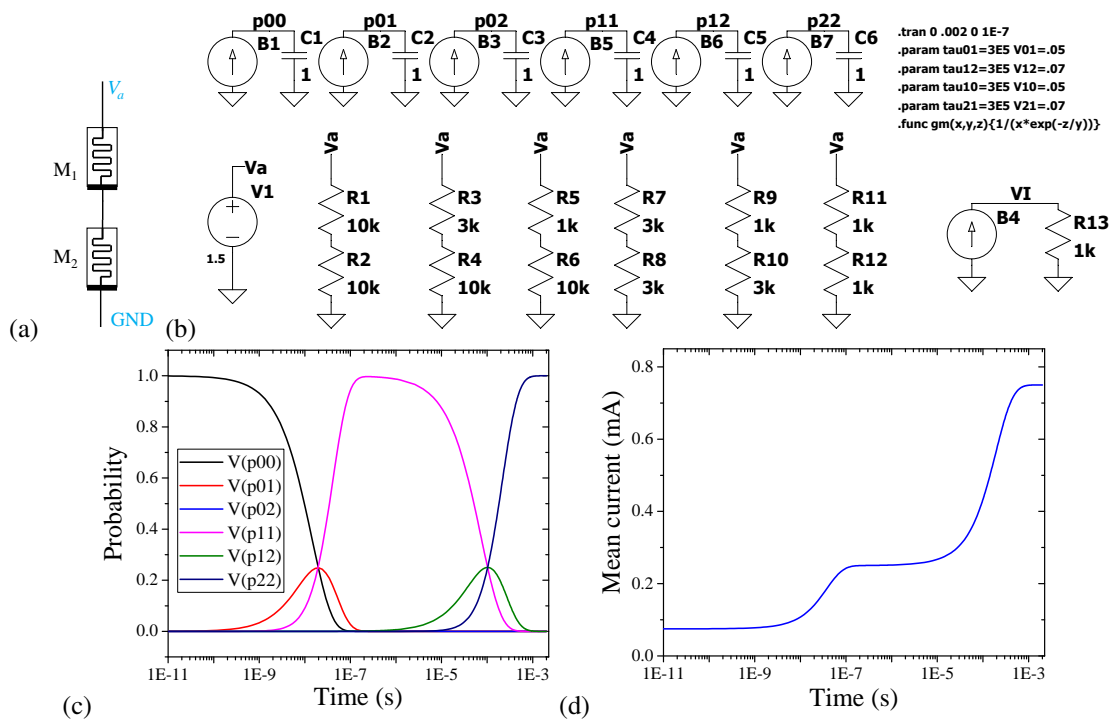 p00 p01 p02 p11 p12 p22
B1 C1 B2 C2 B3 C3 B5 C4 B6 C5 B7 C6
1 1 1 1 1 1
.tran 0 .002 0 1E-7
.param tau01=3E5 V01=.05
.param tau12=3E5 V12=.07
.param tau10=3E5 V10=.05
.param tau21=3E5 V21=.07
.func gm(x,y,z){1/(x*exp(-z/y))}
Va
M1
M2
GND
(a)
(b)
Va
V1
1.5
Va Va Va Va Va Va
R1 R3 R5 R7 R9 R11
10k 3k 1k 3k 1k 1k
R2 R4 R6 R8 R10 R12
10k 3k 10k 3k 3k 1k
VI
B4
R13
1k
1.0
0.8
0.6
0.4
0.2
0.0
Probability
V(p00)
V(p01)
V(p02)
V(p11)
V(p12)
V(p22)
1E-11 1E-9 1E-7 1E-5 1E-3
Time (s)
(c)
0.8
0.6
0.4
0.2
0.0
Mean current (mA)
1E-11 1E-9 1E-7 1E-5 1E-3
Time (s)
(d)